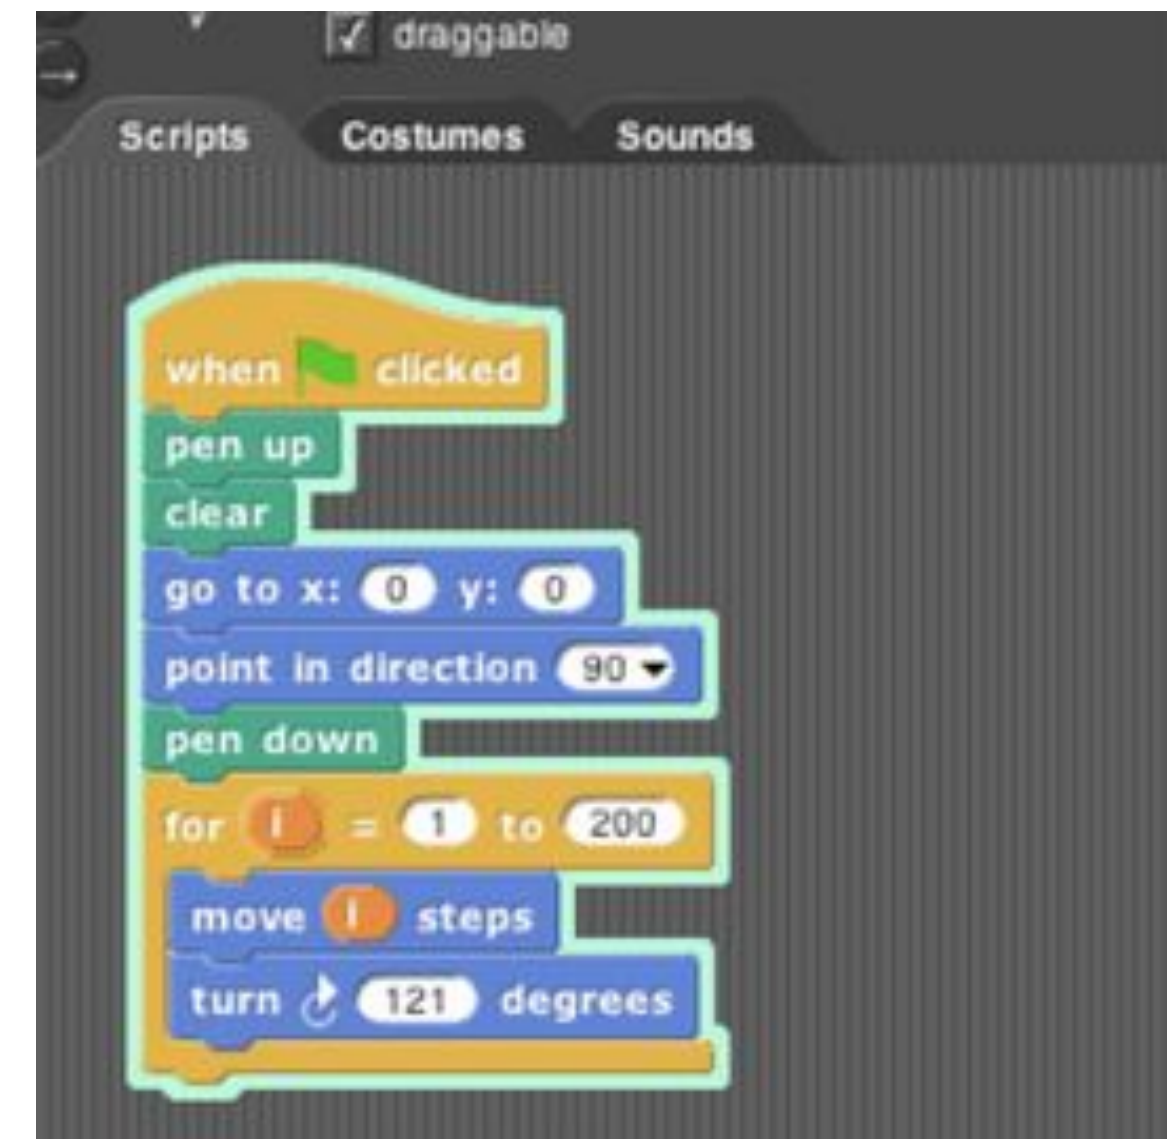 draggable
Scripts Costumes Sounds
when clicked
pen up
clear
go to x: 0 y: 0
point in direction 90
pen down
for i = 1 to 200
move i steps
turn 121 degrees